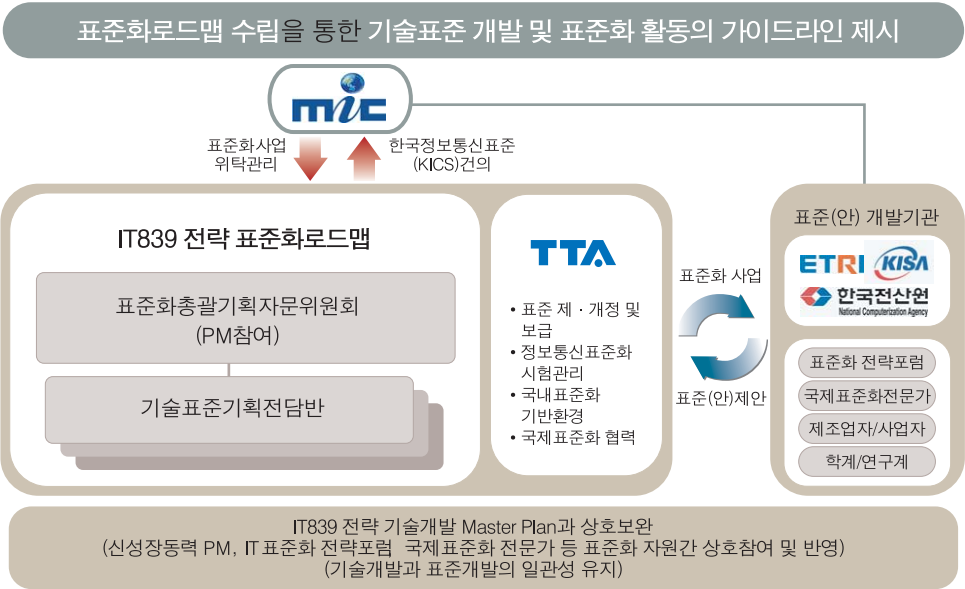 표준화로드맵 수립을 통한 기술표준 개발 및 표준화 활동의 가이드라인 제시
mic
표준화사업
위탁관리
한국정보통신표준
(KICS)건의
IT839 전략 표준화로드맵
표준화총괄기획자문위원회
(PM참여)
기술표준기획전담반
TTA
• 표준 제 · 개정 및
보급
• 정보통신표준화
시험관리
• 국내표준화
기반환경
• 국제표준화 협력
표준화 사업
표준(안)제안
표준(안) 개발기관
ETRI KISA
한국전산원
National Computerization Agency
표준화 전략포럼
국제표준화전문가
제조업자/사업자
학계/연구계
IT839 전략 기술개발 Master Plan과 상호보완
(신성장동력 PM, IT표준화 전략포럼 국제표준화 전문가 등 표준화 자원간 상호참여 및 반영)
(기술개발과 표준개발의 일관성 유지)